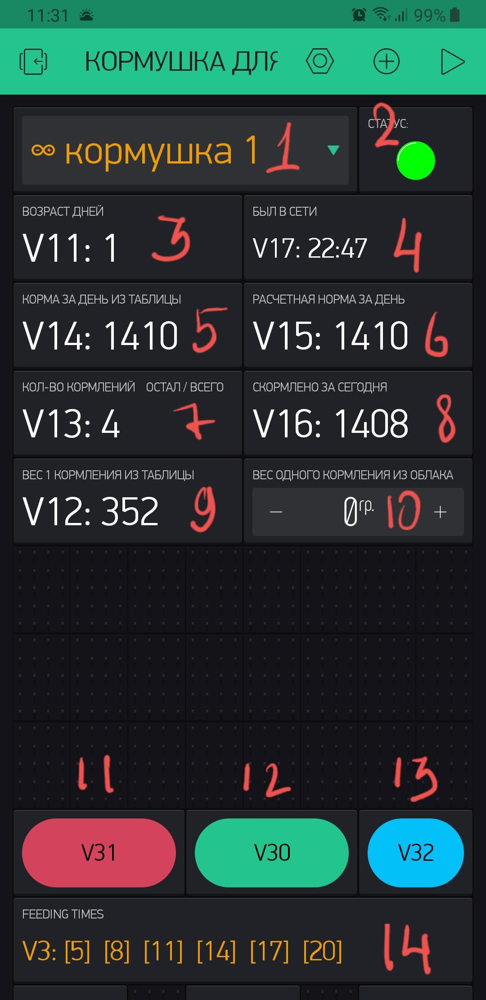 11:31 99%
КОРМУШКА ДЛЯ
кормушка 1 1
СТАТУС: 2
ВОЗРАСТ ДНЕЙ
V11: 1 3
БЫЛ В СЕТИ
V17: 22:47 4
КОРМА ЗА ДЕНЬ ИЗ ТАБЛИЦЫ
V14: 1410 5
РАСЧЕТНАЯ НОРМА ЗА ДЕНЬ
V15: 1410 6
КОЛ-ВО КОРМЛЕНИЙ ОСТАЛ / ВСЕГО
V13: 4 7
СКОРМЛЕНО ЗА СЕГОДНЯ
V16: 1408 8
ВЕС 1 КОРМЛЕНИЯ ИЗ ТАБЛИЦЫ
V12: 352 9
ВЕС ОДНОГО КОРМЛЕНИЯ ИЗ ОБЛАКА
− 0гр. 10 +
11 12 13
V31 V30 V32
FEEDING TIMES
V3: [5] [8] [11] [14] [17] [20] 14